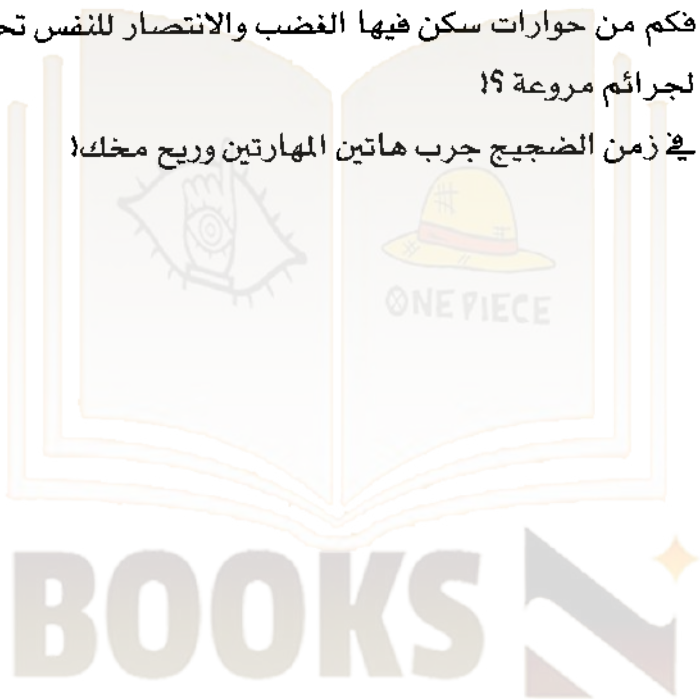 فكم من حوارات سكن فيها الغضب والانتصار للنفس
لجرائم مروعة ؟!
في زمن الضجيج جرب هاتين المهارتين وريح مخك!
ONE PIECE
BOOKS N